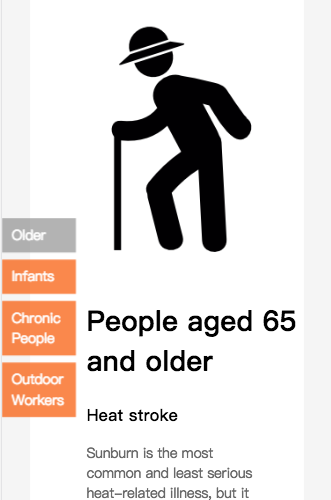 Older
Infants
Chronic
People
Outdoor
Workers
People aged 65
and older
Heat stroke
Sunburn is the most
common and least serious
heat-related illness, but it